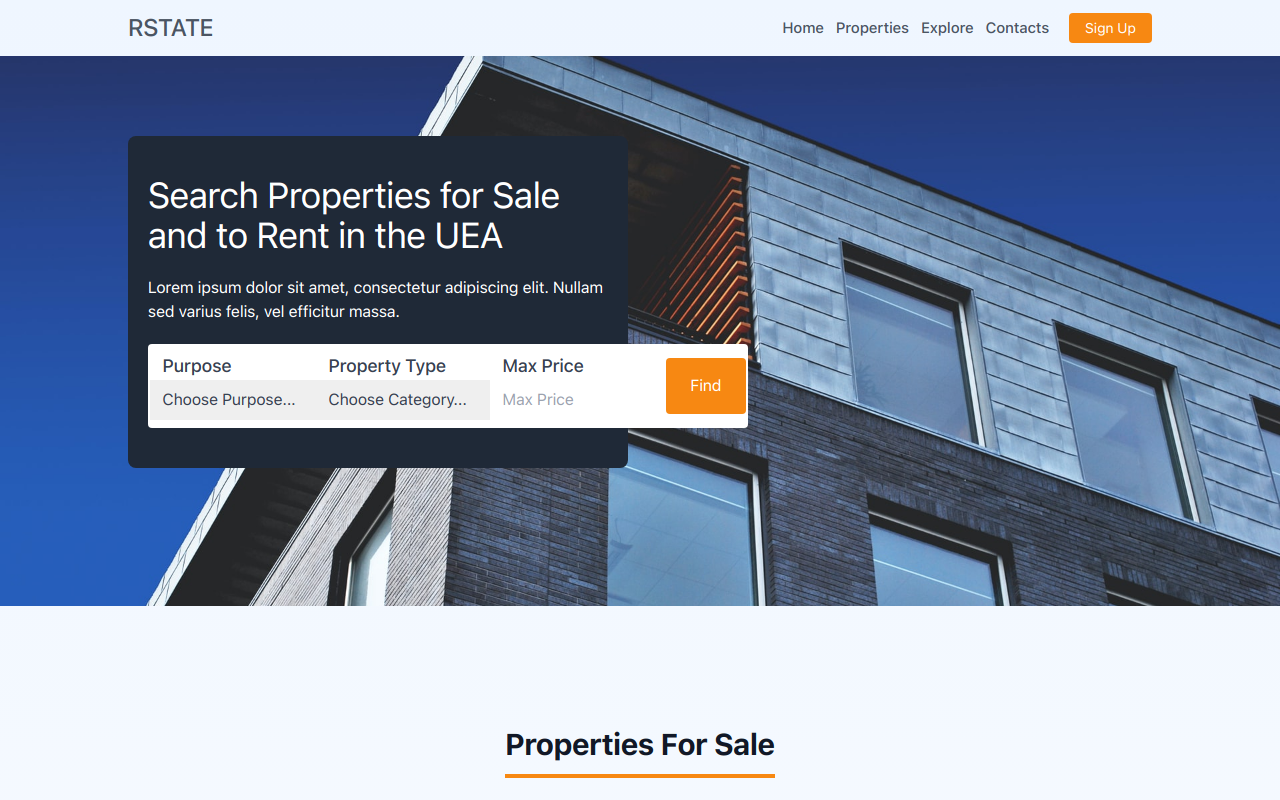 RSTATE
Home Properties Explore Contacts Sign Up
Search Properties for Sale
and to Rent in the UEA
Lorem ipsum dolor sit amet, consectetur adipiscing elit. Nullam
sed varius felis, vel efficitur massa.
Purpose Property Type Max Price
Choose Purpose... Choose Category... Max Price
Find
Properties For Sale